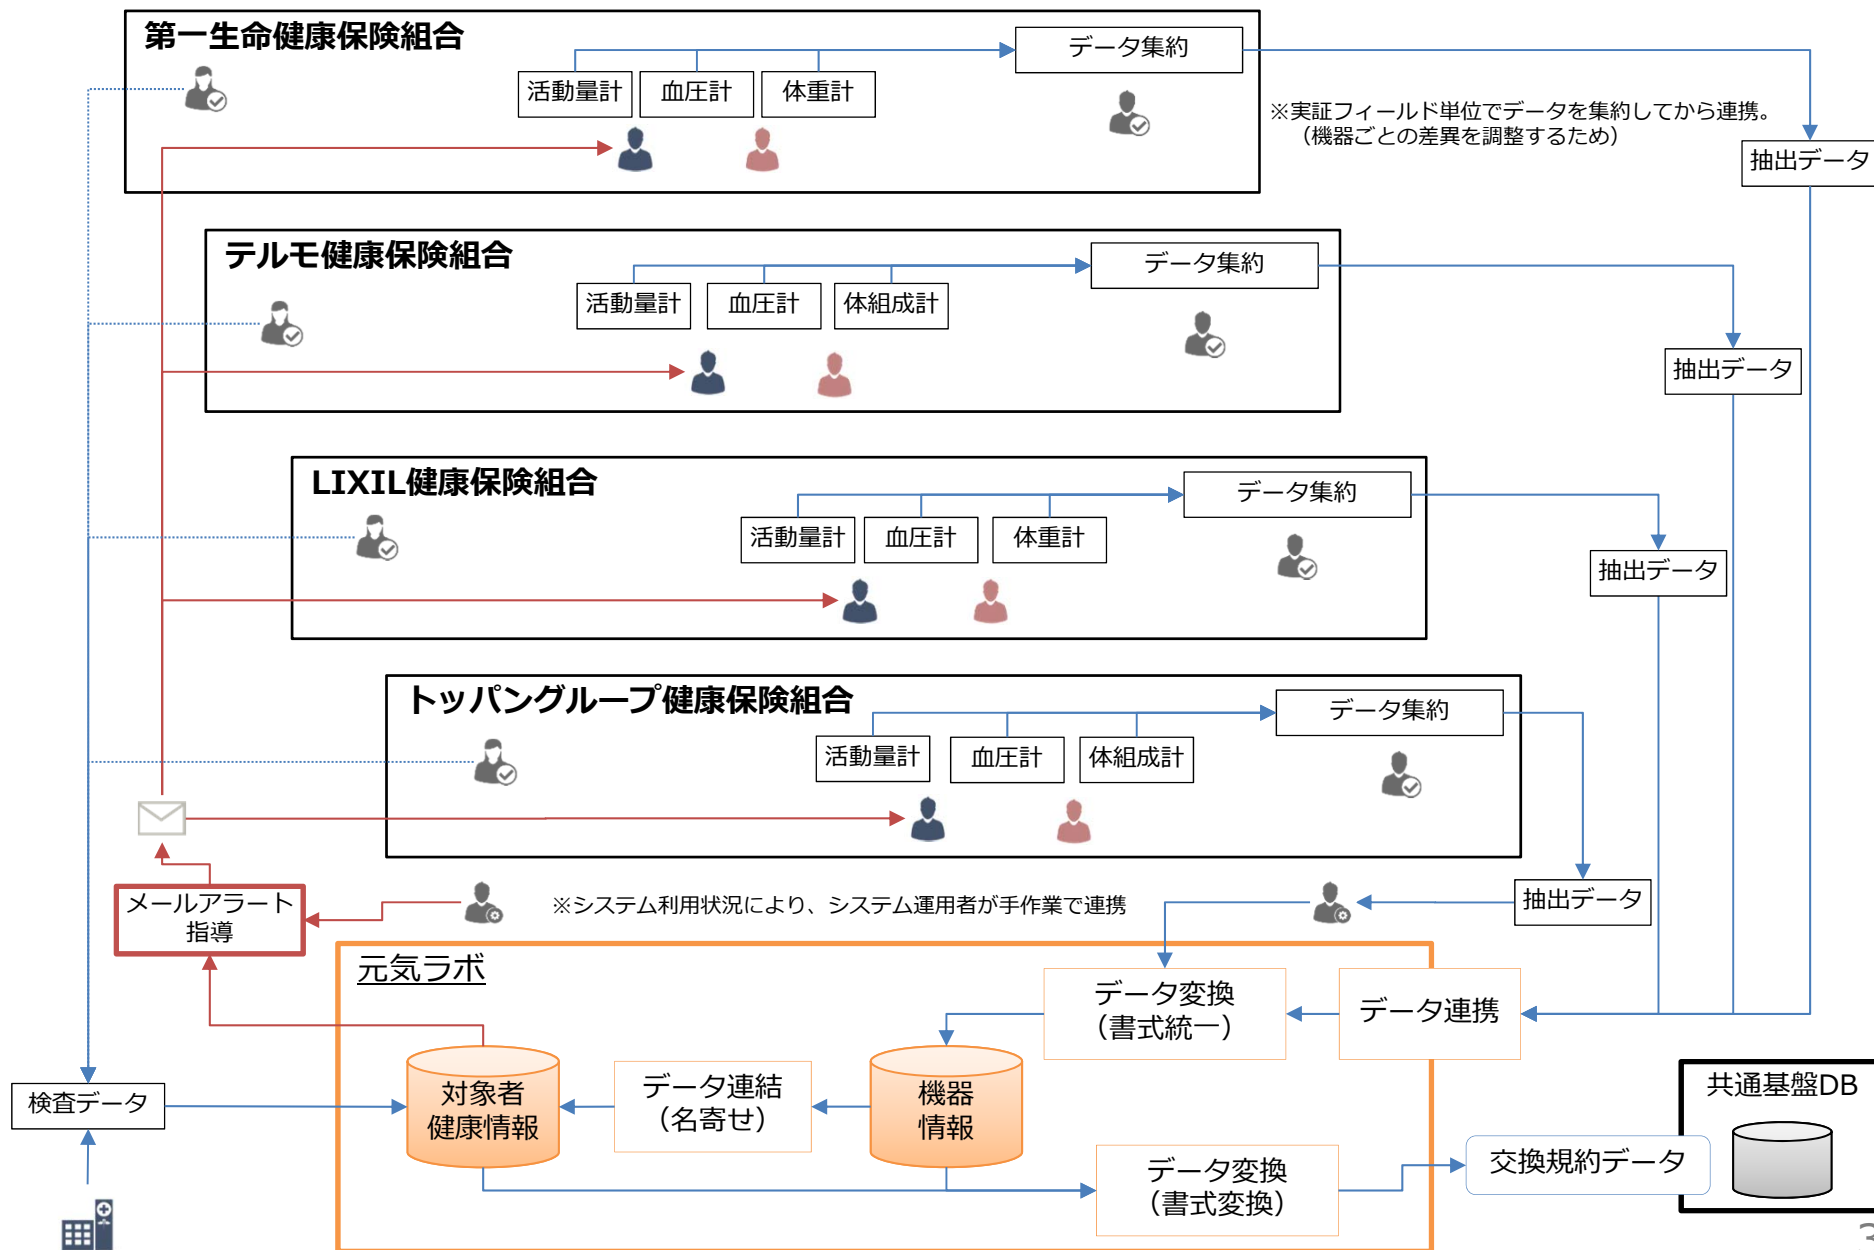 第一生命健康保険組合
データ集約
活動量計
血圧計
体重計
※実証フィールド単位でデータを集約してから連携。
（機器ごとの差異を調整するため）
抽出データ
テルモ健康保険組合
データ集約
活動量計
血圧計
体組成計
抽出データ
LIXIL健康保険組合
データ集約
活動量計
血圧計
体重計
抽出データ
トッパングループ健康保険組合
データ集約
活動量計
血圧計
体組成計
抽出データ
メールアラート
指導
※システム利用状況により、システム運用者が手作業で連携
元気ラボ
データ変換
（書式統一）
データ連携
検査データ
対象者
健康情報
データ連結
（名寄せ）
機器
情報
データ変換
（書式変換）
交換規約データ
共通基盤DB